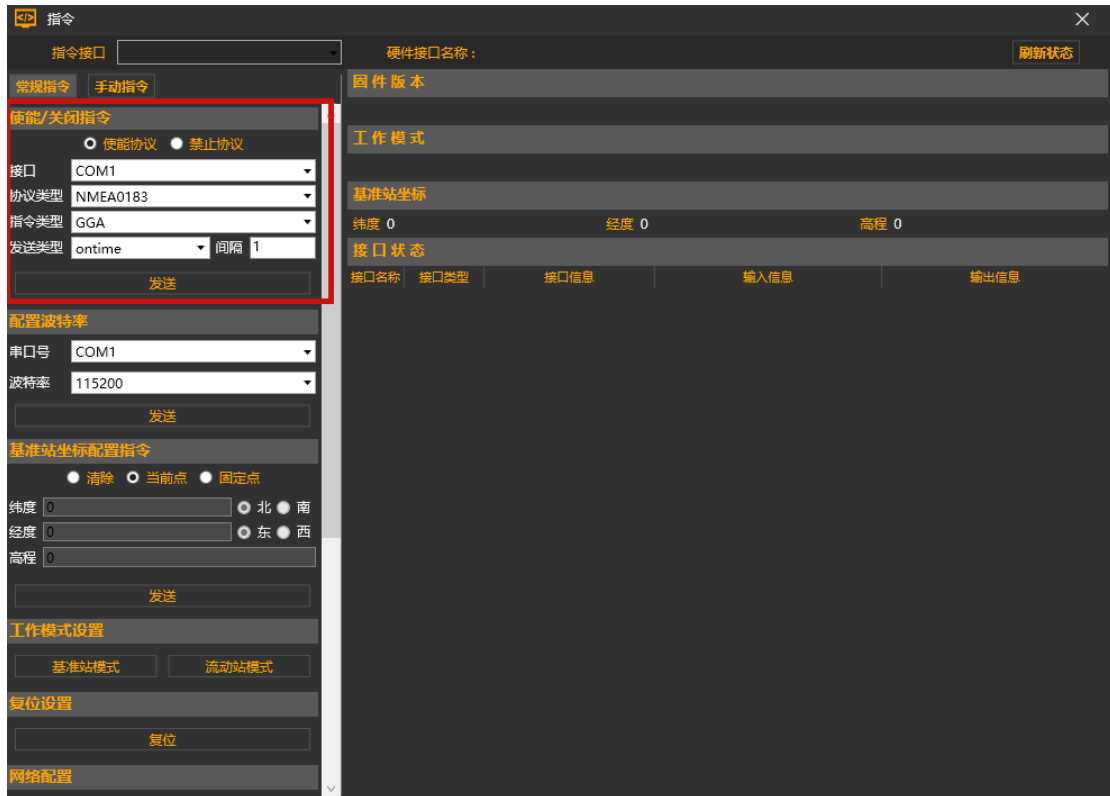 指令
指令接口 硬件接口名称： 刷新状态
常规指令 手动指令
使能/关闭指令
使能协议 禁止协议
接口 COM1
协议类型 NMEA0183
指令类型 GGA
发送类型 ontime 间隔 1
发送
配置波特率
串口号 COM1
波特率 115200
发送
基准站坐标配置指令
清除 当前点 固定点
纬度 0 北 南
经度 0 东 西
高程 0
发送
工作模式设置
基准站模式 流动站模式
复位设置
复位
网络配置
固件版本
工作模式
基准站坐标
纬度 0 经度 0 高程 0
接口状态
接口名称 接口类型 接口信息 输入信息 输出信息